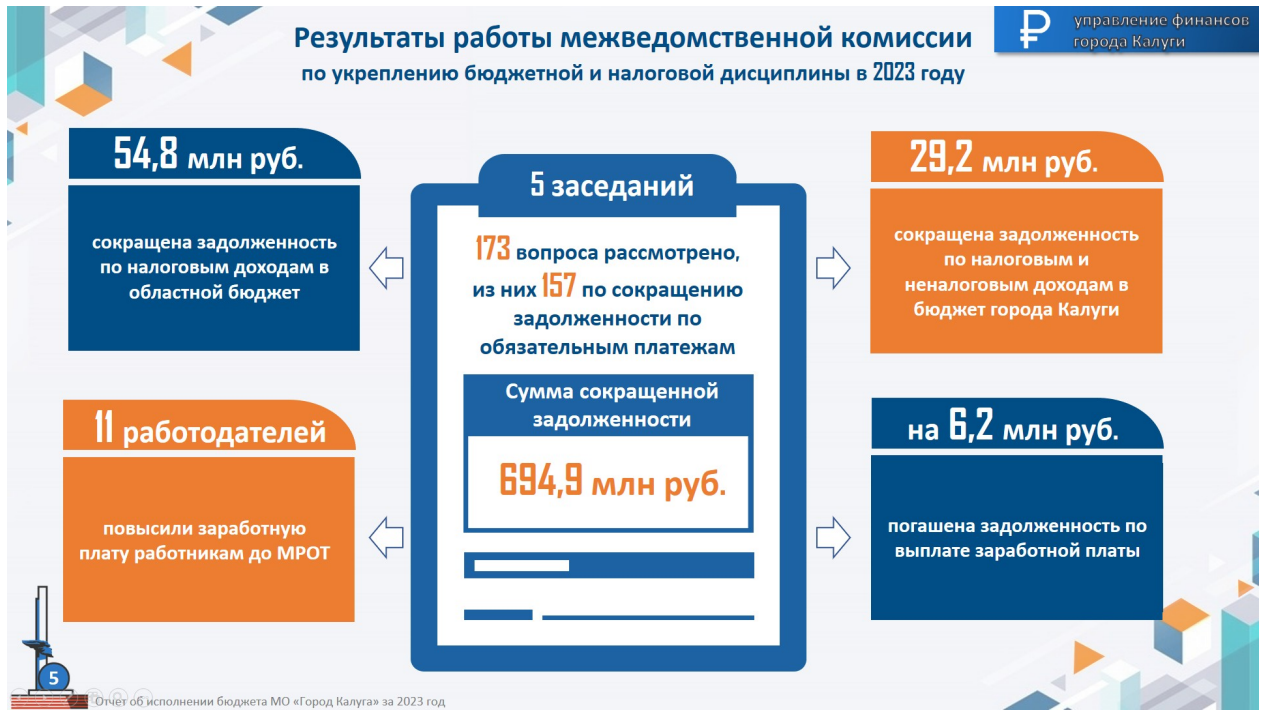 управление финансов
города Калуги
Результаты работы межведомственной комиссии
по укреплению бюджетной и налоговой дисциплины в 2023 году
54,8 млн руб.
сокращена задолженность
по налоговым доходам в
областной бюджет
11 работодателей
повысили заработную
плату работникам до МРОТ
5 заседаний
173 вопроса рассмотрено,
из них 157 по сокращению
задолженности по
обязательным платежам
Сумма сокращенной
задолженности
694,9 млн руб.
29,2 млн руб.
сокращена задолженность
по налоговым и
неналоговым доходам в
бюджет города Калуги
на 6,2 млн руб.
погашена задолженность по
выплате заработной платы
5
Отчет об исполнении бюджета МО «Город Калуга» за 2023 год